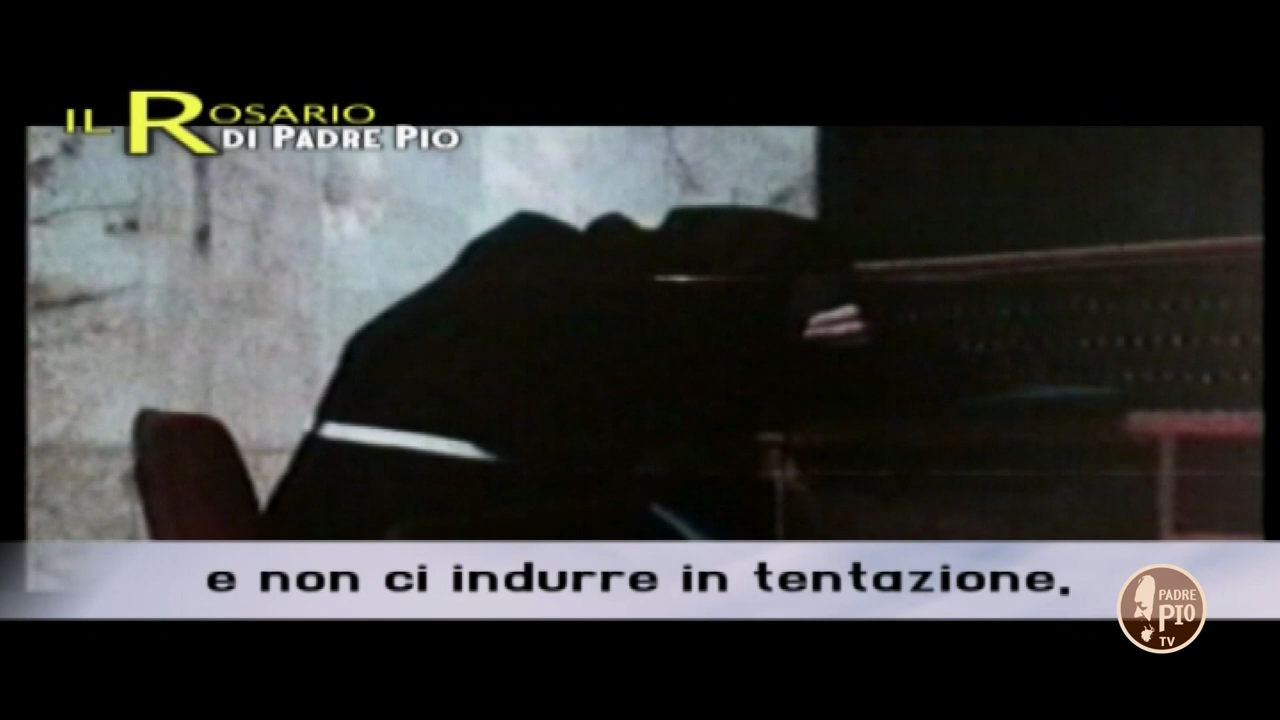 IL ROSARIO
DI PADRE PIO
e non ci indurre in tentazione.
PADRE
PIO
TV